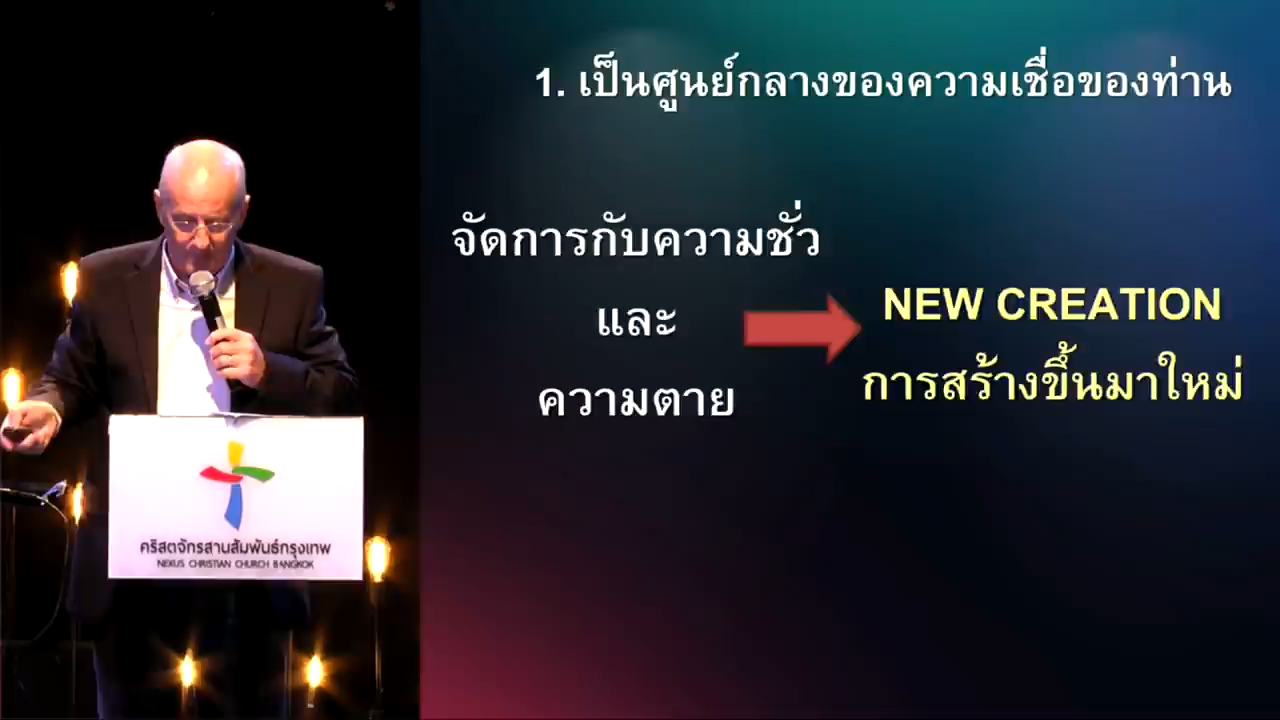 1. เป็นศูนย์กลางของความเชื่อของท่าน
จัดการกับความชั่ว
และ
ความตาย
NEW CREATION
การสร้างขึ้นมาใหม่
คริสตจักรสานสัมพันธ์กรุงเทพ
NEXUS CHRISTIAN CHURCH BANGKOK